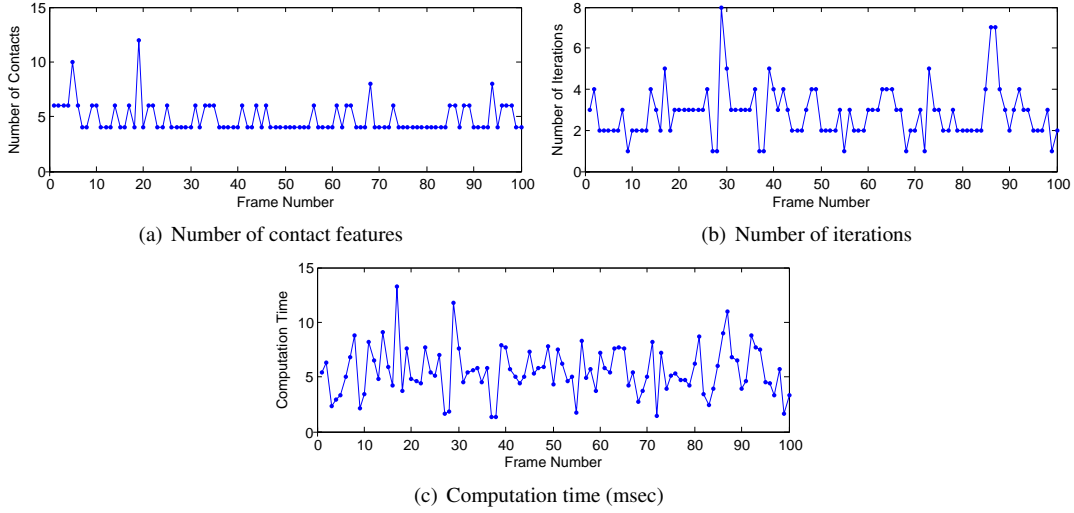 15
10
5
0
Number of Contacts
0 10 20 30 40 50 60 70 80 90 100
Frame Number
(a) Number of contact features
8
6
4
2
0
Number of Iterations
0 10 20 30 40 50 60 70 80 90 100
Frame Number
(b) Number of iterations
15
10
5
0
Computation Time
0 10 20 30 40 50 60 70 80 90 100
Frame Number
(c) Computation time (msec)